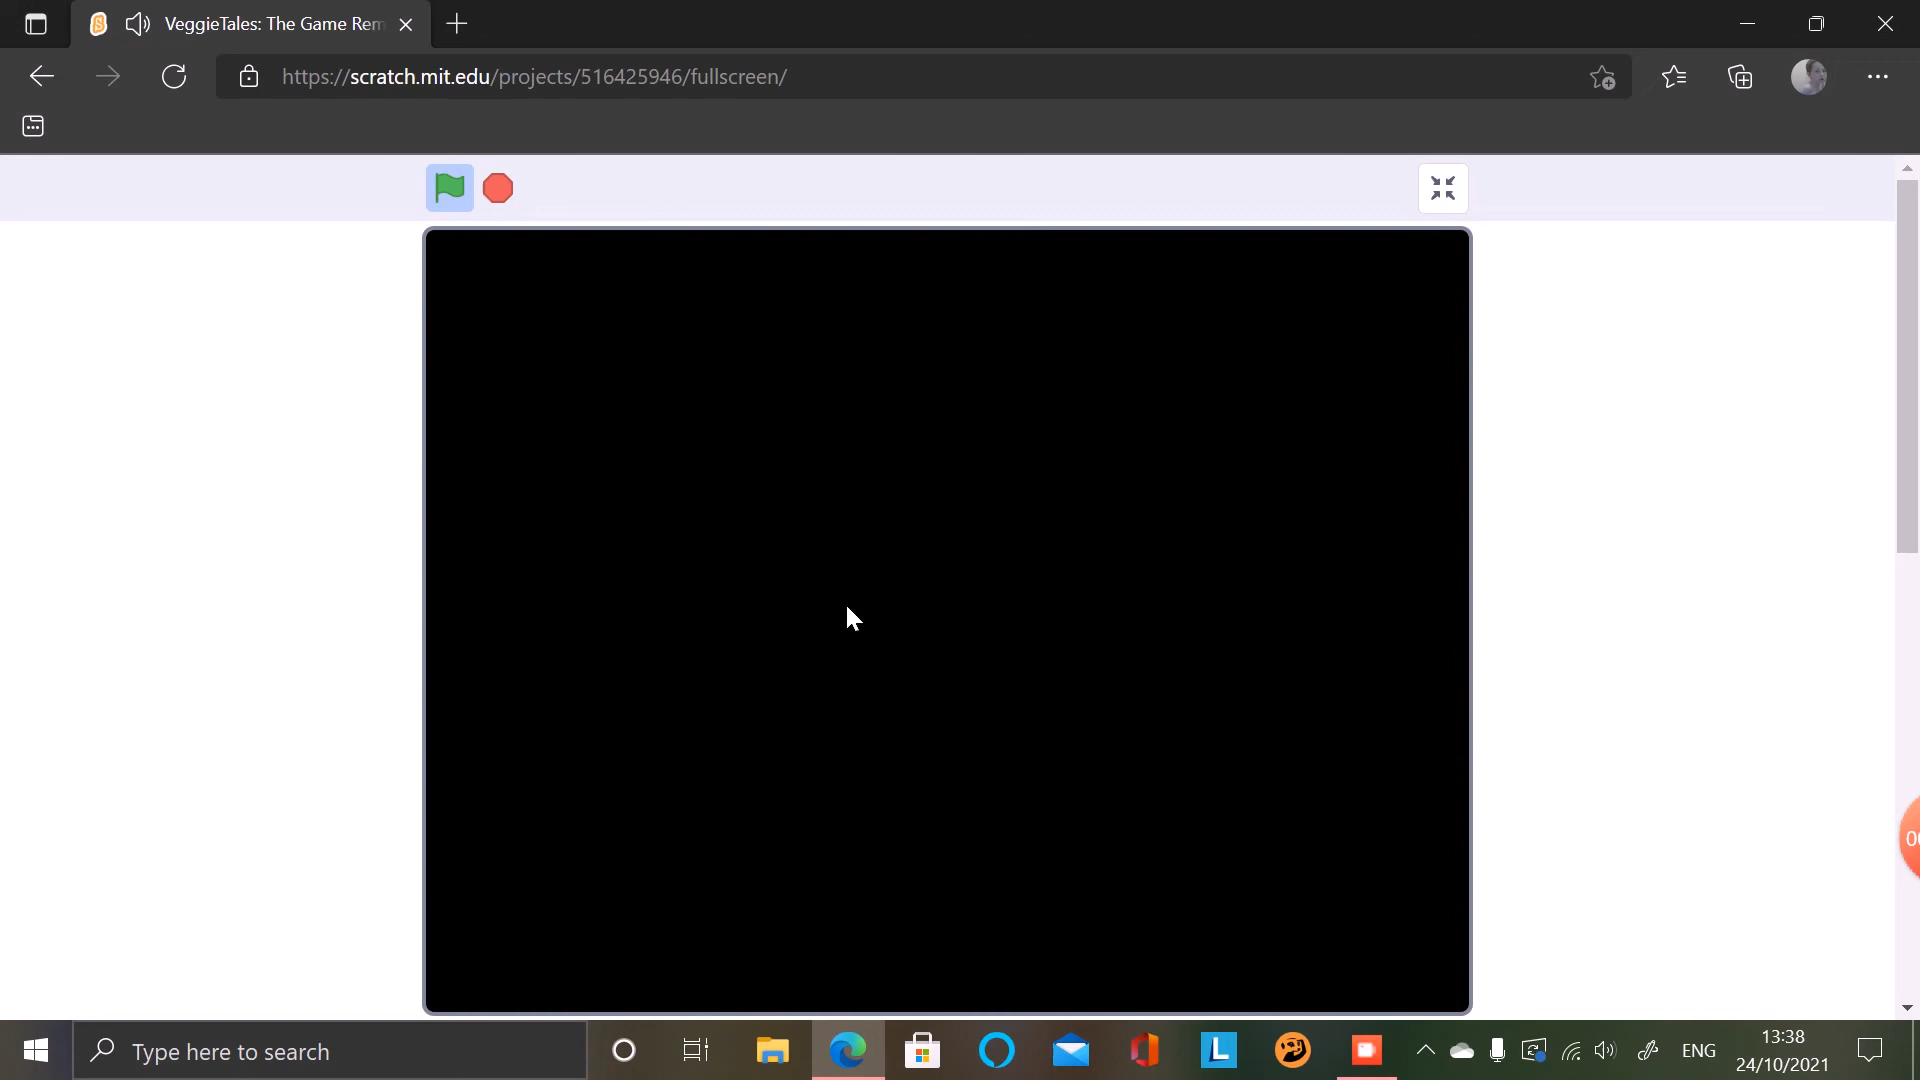 VeggieTales: The Game Rem
https://scratch.mit.edu/projects/516425946/fullscreen/
00
Type here to search
L
ENG
13:38
24/10/2021